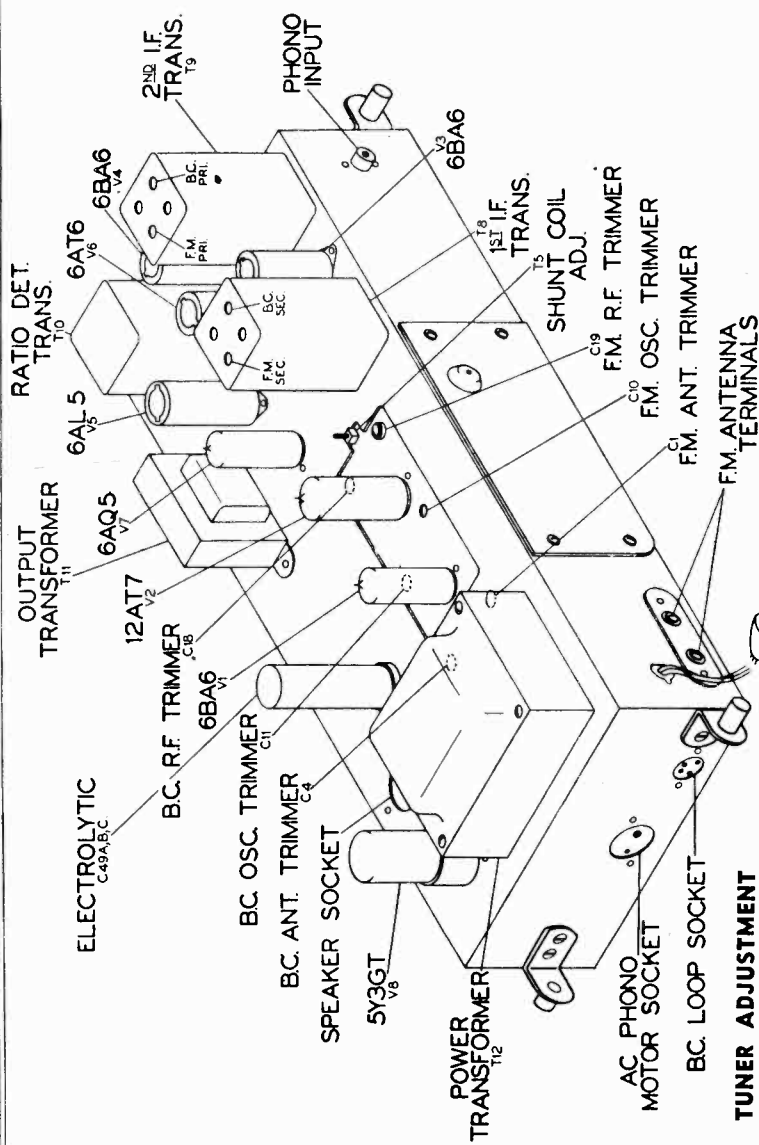 ELECTROLYTIC
C49A,B,C.
B.C. R.F. TRIMMER
C18
6BA6
V1
B.C. OSC. TRIMMER
C11
B.C. ANT. TRIMMER
C4
SPEAKER SOCKET
5Y3GT
V8
POWER
TRANSFORMER
T12
AC PHONO
MOTOR SOCKET
B.C. LOOP SOCKET
TUNER ADJUSTMENT
OUTPUT
TRANSFORMER
T11
12AT7
V2
6AQ5
V7
6AL5
V5
RATIO DET.
TRANS.
T10
6AT6
V6
6BA6
V4
2ND I.F.
TRANS.
T9
B.C.
PRI.
F.M.
PRI.
B.C.
SEC.
F.M.
SEC.
PHONO
INPUT
V3
6BA6
T8
1ST I.F.
TRANS.
T5
SHUNT COIL
ADJ.
C19
F.M. R.F. TRIMMER
C10
F.M. OSC. TRIMMER
C1
F.M. ANT. TRIMMER
F.M. ANTENNA
TERMINALS